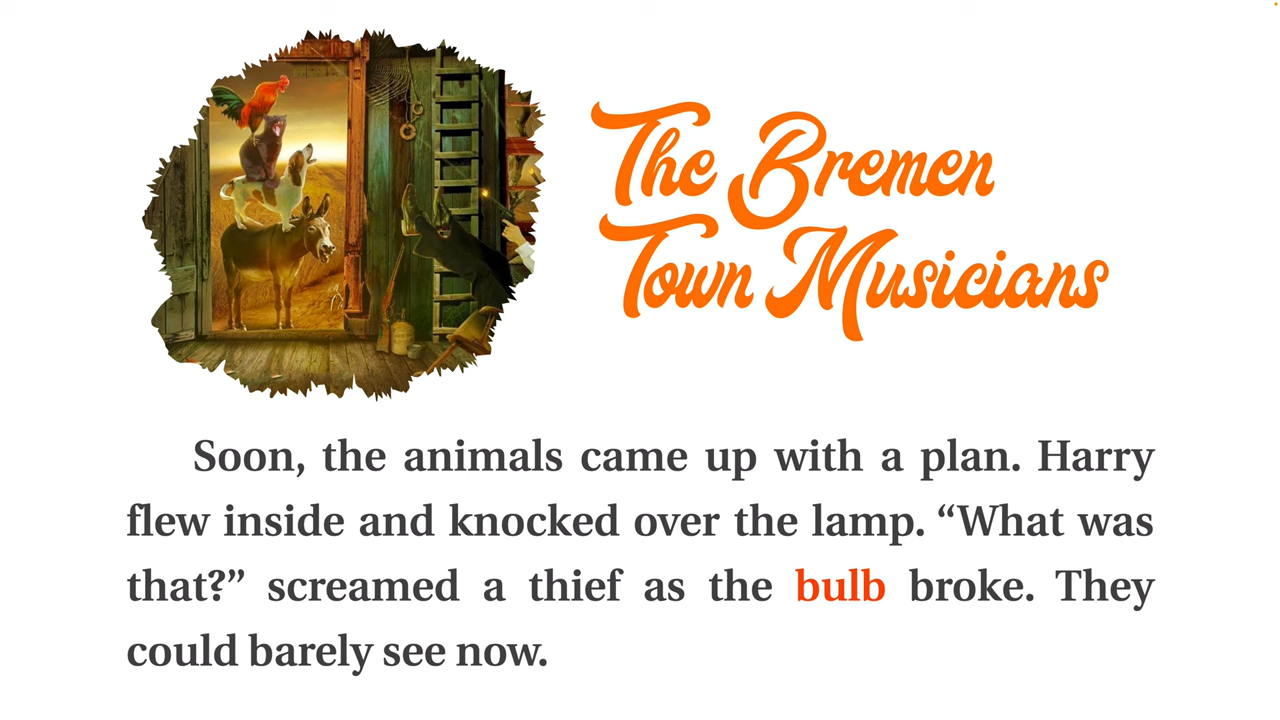 The Bremen
Town Musicians
Soon, the animals came up with a plan. Harry
flew inside and knocked over the lamp. “What was
that?” screamed a thief as the bulb broke. They
could barely see now.